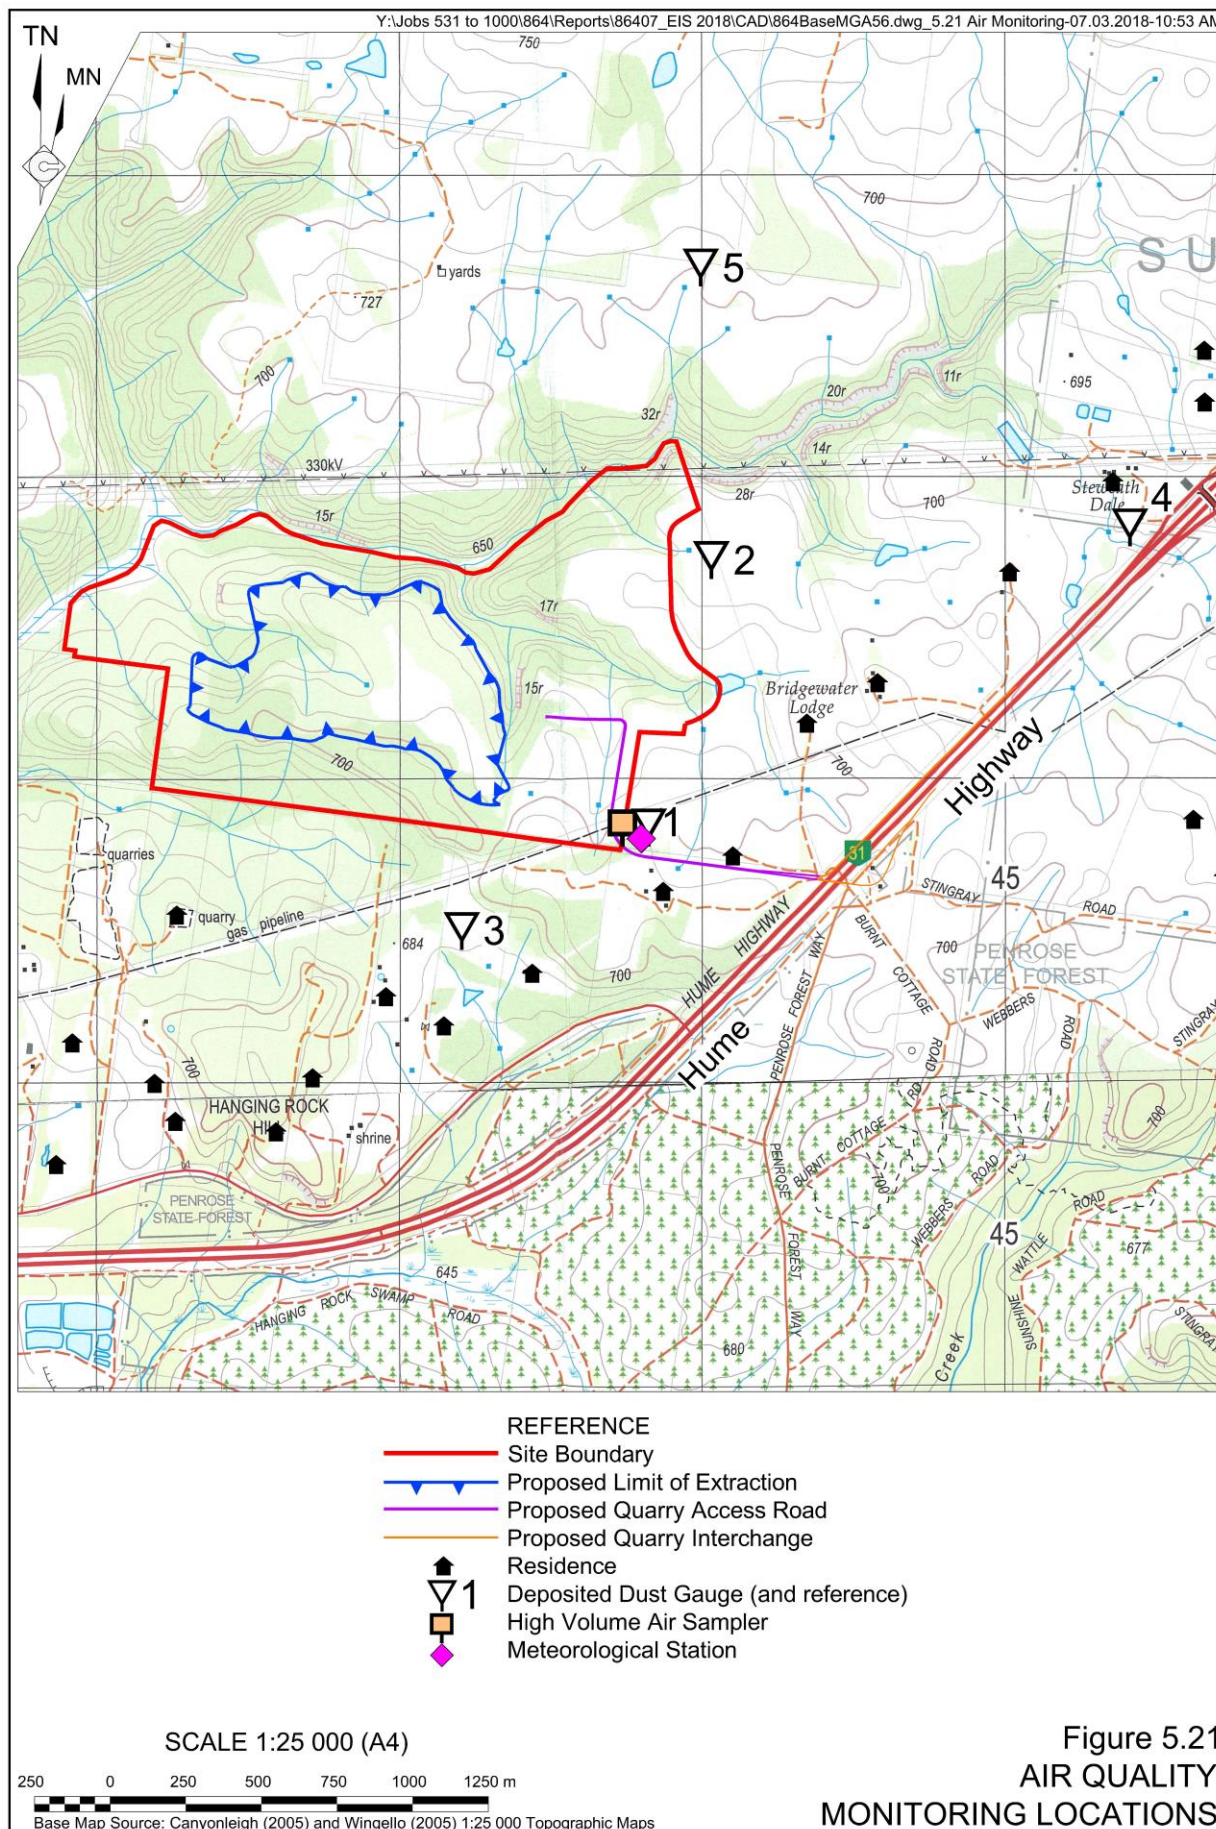 Y:\Jobs 531 to 1000\864\Reports\86407_EIS 2018\CAD\864BaseMGA56.dwg_5.21 Air Monitoring-07.03.2018-10:53 AM
TN
MN
750
700
S U
5
yards
727
700
32r
20r
11r
695
14r
330kV
28r
700
Stewarth
Dale
4
15r
650
2
17r
15r
Bridgewater
Lodge
700
700
Highway
1
31
quarries
45
STINGRAY
ROAD
quarry
gas pipeline
3
684
HUME HIGHWAY
BURNT
COTTAGE
ROAD
700
PENROSE
STATE FOREST
700
PENROSE FOREST WAY
WEBBERS
ROAD
STINGRAY
Hume
700
HANGING ROCK
HILL
shrine
RD
700
BURNT COTTAGE
700
PENROSE
FOREST
WAY
WEBBERS
ROAD
ROAD
PENROSE
STATE FOREST
45
WATTLE
677
645
HANGING ROCK SWAMP ROAD
SUNSHINE
STINGRAY
680
Creek
REFERENCE
Site Boundary
Proposed Limit of Extraction
Proposed Quarry Access Road
Proposed Quarry Interchange
Residence
1 Deposited Dust Gauge (and reference)
High Volume Air Sampler
Meteorological Station
SCALE 1:25 000 (A4)
250 0 250 500 750 1000 1250 m
Base Map Source: Canyonleigh (2005) and Wingello (2005) 1:25 000 Topographic Maps
Figure 5.21
AIR QUALITY
MONITORING LOCATIONS